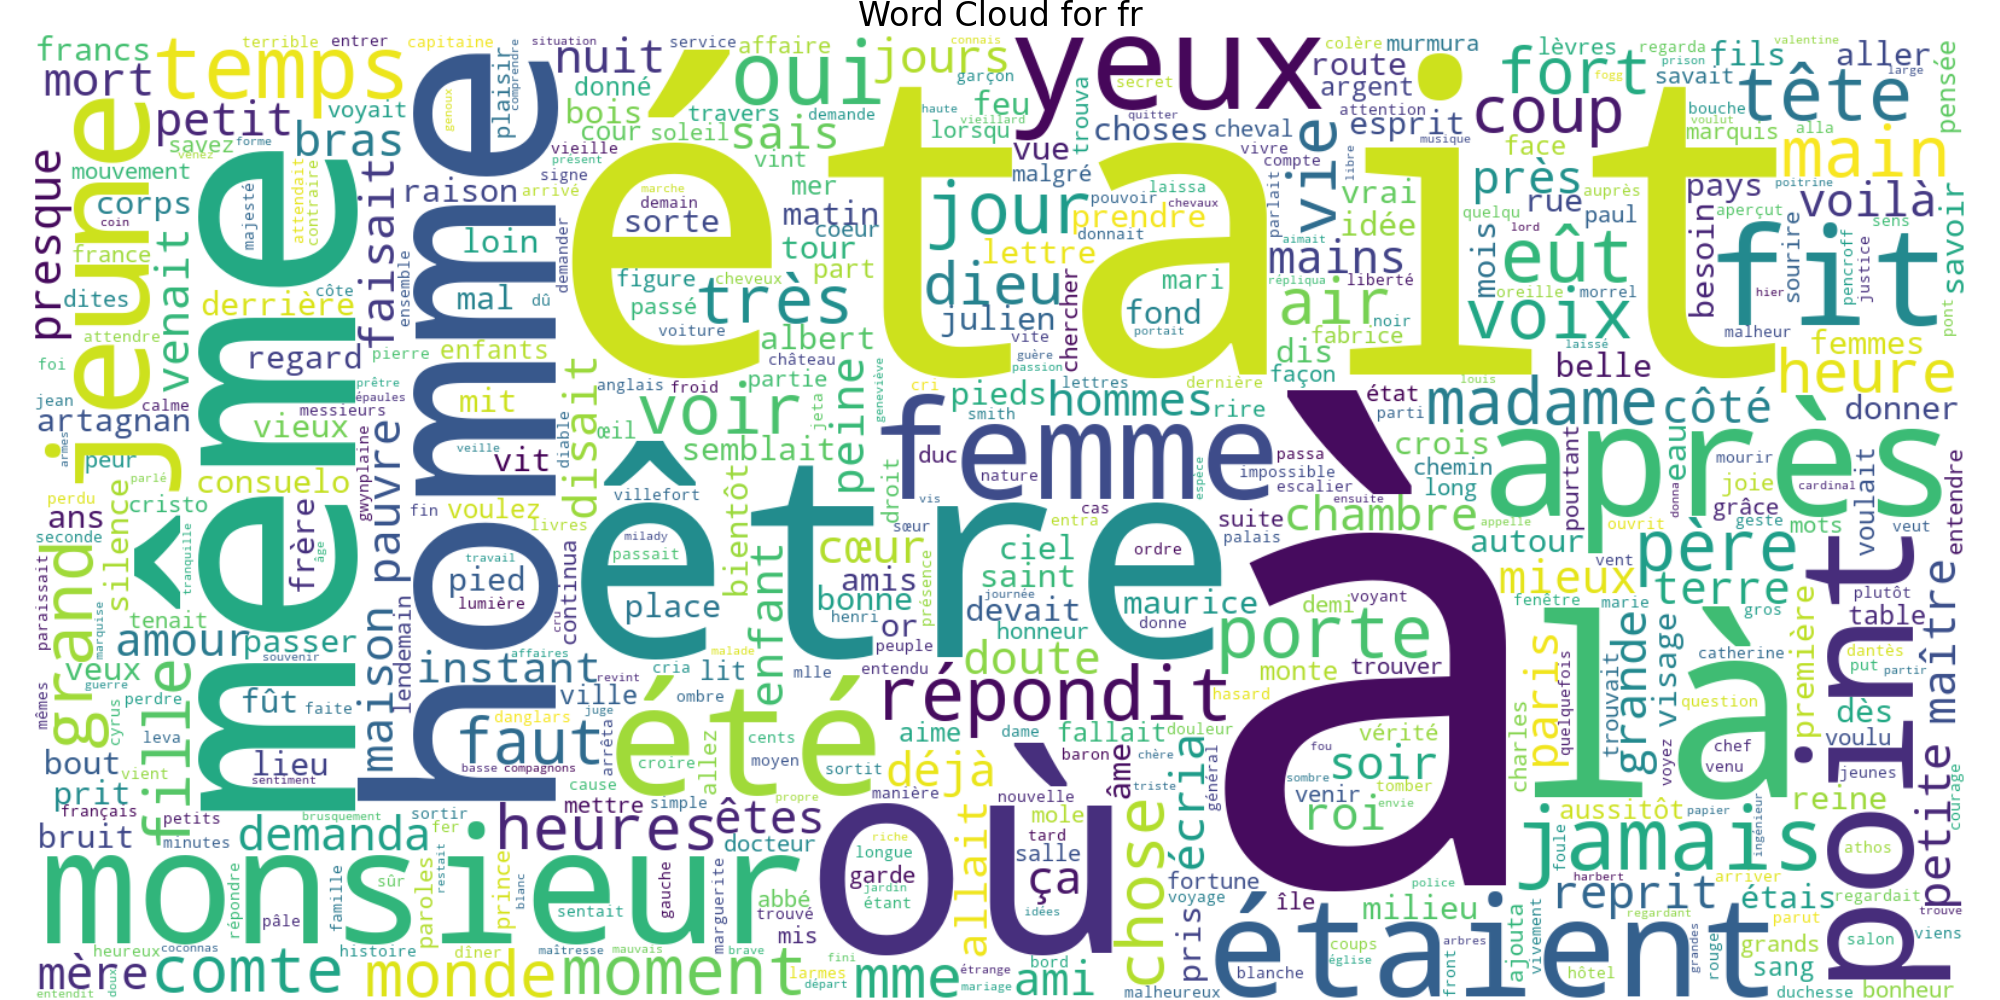 Word Cloud for fr
francs
temps
terrible
entrer
capitaine
situation
nuit
service
affaire
jours
connais
yeux
colère
murmura
lèvres
regarda
fils
valentine
aller
mort
petit
voyait
homme
plaisir
comprendre
donné
oui
garçon
secret
route
argent
fort
fogg
prison
savait
large
tête
pensée
bras
bois
travers
demande
feu
haute
vieillard
lorsqu
trouva
quitter
choses
cheval
attention
esprit
musique
coup
bouche
voulut
marquis
alla
main
jeune
savez
venez
forme
genoux
cour
soleil
sais
vint
vieille
présent
signe
vue
malgré
vivre
compte
vie
libre
face
près
auprès
pays
poitrine
voilà
presque
mouvement
corps
coin
majesté
attendait
contraire
faisait
raison
arrivé
marche
demain
sorte
mer
matin
coeur
pouvoir
laissa
chevaux
prendre
donnait
parlait
vrai
idée
quelqu
rue
paul
lord
besoin
aperçut
sens
savoir
france
venait
dites
derrière
côte
ensemble
loin
mal
dû
demander
figure
cheveux
passé
voiture
très
tour
part
jour
lettre
dieu
julien
chercher
mari
fond
portait
aimait
mains
répliqua
liberté
air
noir
fabrice
mois
eût
oreille
morrel
voix
fit
sourire
hier
pencroff
justice
pont
malheur
attendre
foi
jean
artagnan
calme
regard
pierre
enfants
prêtre
épaules
messieurs
vieux
mit
anglais
froid
château
albert
partie
guère
vite
passion
geneviève
cri
dernière
pieds
lettres
smith
hommes
rire
dis
façon
état
parti
louis
laissé
belle
femmes
heure
madame
côté
donner
était
même
armes
peur
parlé
perdu
silence
cristo
consuelo
gwynplaine
pauvre
veille
vit
diable
disait
œil
voir
jeta
semblait
peine
villefort
bientôt
droit
duc
femme
nature
vis
espèce
passa
impossible
escalier
ensuite
crois
chemin
long
pourtant
eau
donna
après
mourir
joie
cardinal
grâce
voulait
entendre
ans
seconde
grand
tranquille
frère
âge
fin
voulez
livres
milady
passait
travail
être
sœur
cas
entra
suite
palais
chambre
appelle
autour
ouvrit
vent
geste
mots
père
veut
paraissait
tenait
marquise
amour
passer
souvenir
maison
lendemain
pied
lumière
cru
continua
place
enfant
cœur
amis
bonne
henri
présence
or
peuple
ciel
saint
journée
devait
honneur
ordre
maurice
donne
demi
voyant
porte
à
mieux
fenêtre
marie
terre
gros
première
plutôt
table
maître
veux
guerre
mêmes
cyrus
perdre
leva
fille
fût
faite
instant
affaires
revint
ville
juge
cria
lit
malade
ombre
mlle
entendu
doute
monte
trouver
hasard
paris
quelquefois
trouvait
grande
visage
voyez
catherine
là
question
dantès
put
partir
dès
voulu
point
bout
vient
prit
lieu
sentiment
faut
danglars
basse
compagnons
arrêta
été
cents
croire
allez
moyen
sortit
répondit
aime
dame
fallait
douleur
baron
chère
âme
écria
général
fou
vérité
soir
sombre
venir
tomber
envie
roi
charles
chef
venu
jeunes
petite
courage
français
petits
bruit
minutes
brusquement
demanda
sortir
fer
heures
cause
mettre
simple
propre
êtes
docteur
déjà
manière
riche
où
nouvelle
mole
tard
salle
triste
chose
aussitôt
papier
ingénieur
reine
foule
jamais
athos
monsieur
répondre
sûr
pâle
famille
restait
paroles
prince
blanc
sentait
gauche
marguerite
abbé
trouvé
mis
longue
garde
jardin
étant
allait
ça
idées
fortune
voyage
police
île
milieu
harbert
reprit
arriver
étais
regardait
trouve
heureux
coconnas
histoire
dîner
maîtresse
mauvais
brave
fini
bord
étrange
pris
malheureux
étaient
coups
église
ajouta
vivement
front
arbres
regardant
parut
grandes
rouge
grands
salon
viens
mère
entendit
doux
comte
monde
moment
larmes
départ
mme
mariage
ami
blanche
hôtel
sang
duchesse
bonheur